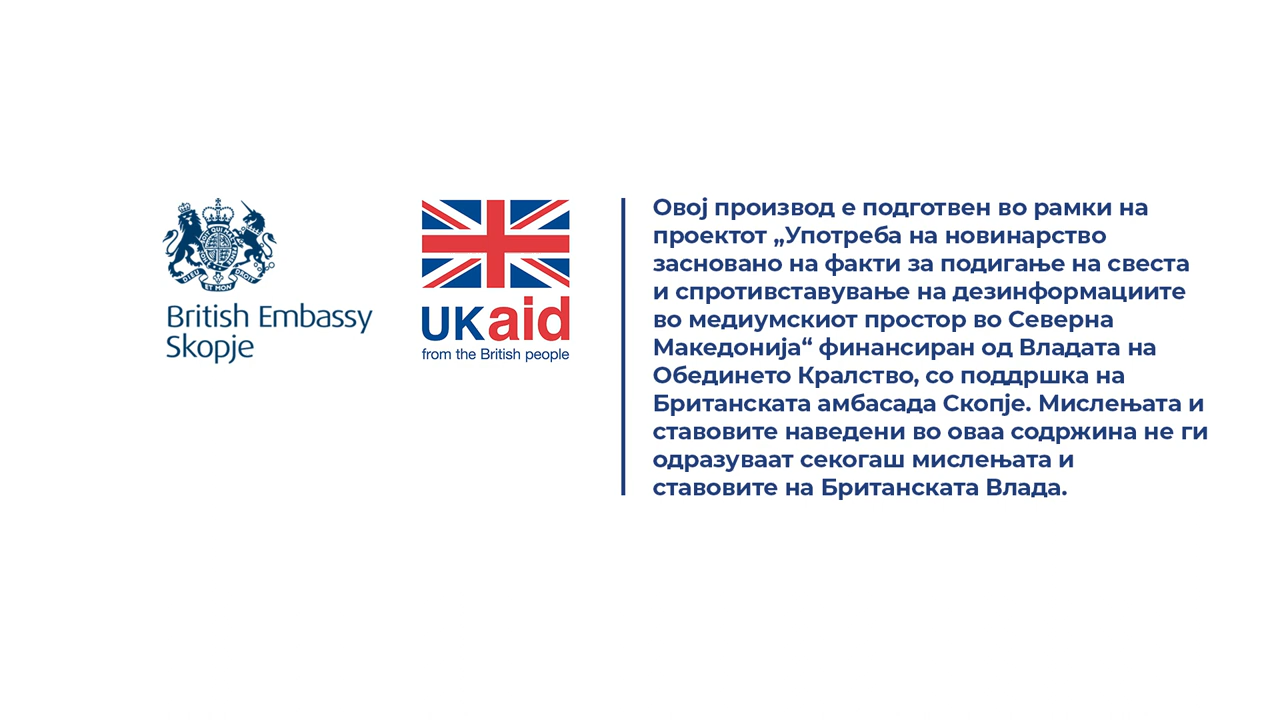 British Embassy
Skopje
UKaid
from the British people
Овој производ е подготвен во рамки на
проектот „Употреба на новинарство
засновано на факти за подигање на свеста
и спротивставување на дезинформациите
во медиумскиот простор во Северна
Македонија“ финансиран од Владата на
Обединето Кралство, со поддршка на
Британската амбасада Скопје. Мислењата и
ставовите наведени во оваа содржина не ги
одразуваат секогаш мислењата и
ставовите на Британската Влада.